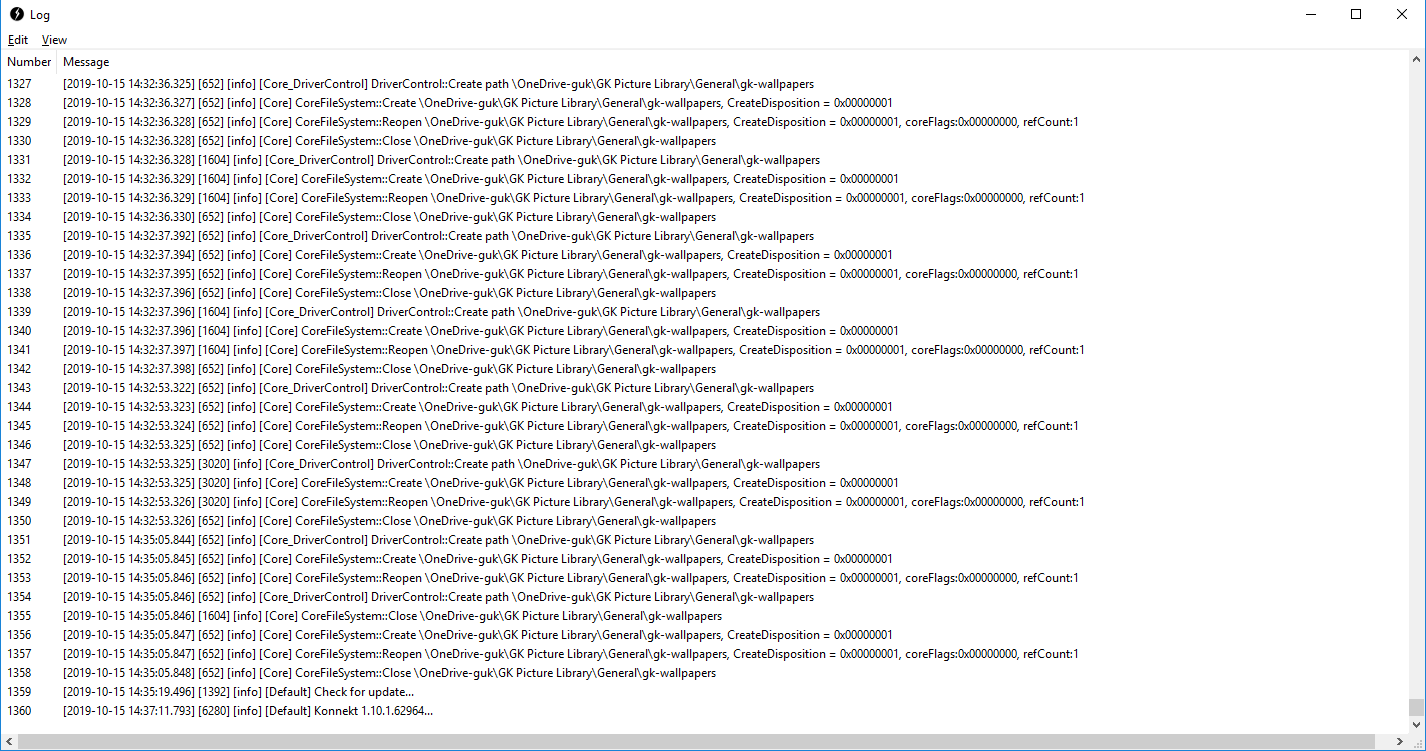 Log
Edit View
Number Message
1327 [2019-10-15 14:32:36.325] [652] [info] [Core_DriverControl] DriverControl::Create path \OneDrive-guk\GK Picture Library\General\gk-wallpapers
1328 [2019-10-15 14:32:36.327] [652] [info] [Core] CoreFileSystem::Create \OneDrive-guk\GK Picture Library\General\gk-wallpapers, CreateDisposition = 0x00000001
1329 [2019-10-15 14:32:36.328] [652] [info] [Core] CoreFileSystem::Reopen \OneDrive-guk\GK Picture Library\General\gk-wallpapers, CreateDisposition = 0x00000001, coreFlags:0x00000000, refCount:1
1330 [2019-10-15 14:32:36.328] [652] [info] [Core] CoreFileSystem::Close \OneDrive-guk\GK Picture Library\General\gk-wallpapers
1331 [2019-10-15 14:32:36.328] [1604] [info] [Core_DriverControl] DriverControl::Create path \OneDrive-guk\GK Picture Library\General\gk-wallpapers
1332 [2019-10-15 14:32:36.329] [1604] [info] [Core] CoreFileSystem::Create \OneDrive-guk\GK Picture Library\General\gk-wallpapers, CreateDisposition = 0x00000001
1333 [2019-10-15 14:32:36.329] [1604] [info] [Core] CoreFileSystem::Reopen \OneDrive-guk\GK Picture Library\General\gk-wallpapers, CreateDisposition = 0x00000001, coreFlags:0x00000000, refCount:1
1334 [2019-10-15 14:32:36.330] [652] [info] [Core] CoreFileSystem::Close \OneDrive-guk\GK Picture Library\General\gk-wallpapers
1335 [2019-10-15 14:32:37.392] [652] [info] [Core_DriverControl] DriverControl::Create path \OneDrive-guk\GK Picture Library\General\gk-wallpapers
1336 [2019-10-15 14:32:37.394] [652] [info] [Core] CoreFileSystem::Create \OneDrive-guk\GK Picture Library\General\gk-wallpapers, CreateDisposition = 0x00000001
1337 [2019-10-15 14:32:37.395] [652] [info] [Core] CoreFileSystem::Reopen \OneDrive-guk\GK Picture Library\General\gk-wallpapers, CreateDisposition = 0x00000001, coreFlags:0x00000000, refCount:1
1338 [2019-10-15 14:32:37.396] [652] [info] [Core] CoreFileSystem::Close \OneDrive-guk\GK Picture Library\General\gk-wallpapers
1339 [2019-10-15 14:32:37.396] [1604] [info] [Core_DriverControl] DriverControl::Create path \OneDrive-guk\GK Picture Library\General\gk-wallpapers
1340 [2019-10-15 14:32:37.396] [1604] [info] [Core] CoreFileSystem::Create \OneDrive-guk\GK Picture Library\General\gk-wallpapers, CreateDisposition = 0x00000001
1341 [2019-10-15 14:32:37.397] [1604] [info] [Core] CoreFileSystem::Reopen \OneDrive-guk\GK Picture Library\General\gk-wallpapers, CreateDisposition = 0x00000001, coreFlags:0x00000000, refCount:1
1342 [2019-10-15 14:32:37.398] [652] [info] [Core] CoreFileSystem::Close \OneDrive-guk\GK Picture Library\General\gk-wallpapers
1343 [2019-10-15 14:32:53.322] [652] [info] [Core_DriverControl] DriverControl::Create path \OneDrive-guk\GK Picture Library\General\gk-wallpapers
1344 [2019-10-15 14:32:53.323] [652] [info] [Core] CoreFileSystem::Create \OneDrive-guk\GK Picture Library\General\gk-wallpapers, CreateDisposition = 0x00000001
1345 [2019-10-15 14:32:53.324] [652] [info] [Core] CoreFileSystem::Reopen \OneDrive-guk\GK Picture Library\General\gk-wallpapers, CreateDisposition = 0x00000001, coreFlags:0x00000000, refCount:1
1346 [2019-10-15 14:32:53.325] [652] [info] [Core] CoreFileSystem::Close \OneDrive-guk\GK Picture Library\General\gk-wallpapers
1347 [2019-10-15 14:32:53.325] [3020] [info] [Core_DriverControl] DriverControl::Create path \OneDrive-guk\GK Picture Library\General\gk-wallpapers
1348 [2019-10-15 14:32:53.325] [3020] [info] [Core] CoreFileSystem::Create \OneDrive-guk\GK Picture Library\General\gk-wallpapers, CreateDisposition = 0x00000001
1349 [2019-10-15 14:32:53.326] [3020] [info] [Core] CoreFileSystem::Reopen \OneDrive-guk\GK Picture Library\General\gk-wallpapers, CreateDisposition = 0x00000001, coreFlags:0x00000000, refCount:1
1350 [2019-10-15 14:32:53.326] [652] [info] [Core] CoreFileSystem::Close \OneDrive-guk\GK Picture Library\General\gk-wallpapers
1351 [2019-10-15 14:35:05.844] [652] [info] [Core_DriverControl] DriverControl::Create path \OneDrive-guk\GK Picture Library\General\gk-wallpapers
1352 [2019-10-15 14:35:05.845] [652] [info] [Core] CoreFileSystem::Create \OneDrive-guk\GK Picture Library\General\gk-wallpapers, CreateDisposition = 0x00000001
1353 [2019-10-15 14:35:05.846] [652] [info] [Core] CoreFileSystem::Reopen \OneDrive-guk\GK Picture Library\General\gk-wallpapers, CreateDisposition = 0x00000001, coreFlags:0x00000000, refCount:1
1354 [2019-10-15 14:35:05.846] [652] [info] [Core_DriverControl] DriverControl::Create path \OneDrive-guk\GK Picture Library\General\gk-wallpapers
1355 [2019-10-15 14:35:05.846] [1604] [info] [Core] CoreFileSystem::Close \OneDrive-guk\GK Picture Library\General\gk-wallpapers
1356 [2019-10-15 14:35:05.847] [652] [info] [Core] CoreFileSystem::Create \OneDrive-guk\GK Picture Library\General\gk-wallpapers, CreateDisposition = 0x00000001
1357 [2019-10-15 14:35:05.847] [652] [info] [Core] CoreFileSystem::Reopen \OneDrive-guk\GK Picture Library\General\gk-wallpapers, CreateDisposition = 0x00000001, coreFlags:0x00000000, refCount:1
1358 [2019-10-15 14:35:05.848] [652] [info] [Core] CoreFileSystem::Close \OneDrive-guk\GK Picture Library\General\gk-wallpapers
1359 [2019-10-15 14:35:19.496] [1392] [info] [Default] Check for update...
1360 [2019-10-15 14:37:11.793] [6280] [info] [Default] Konnekt 1.10.1.62964...